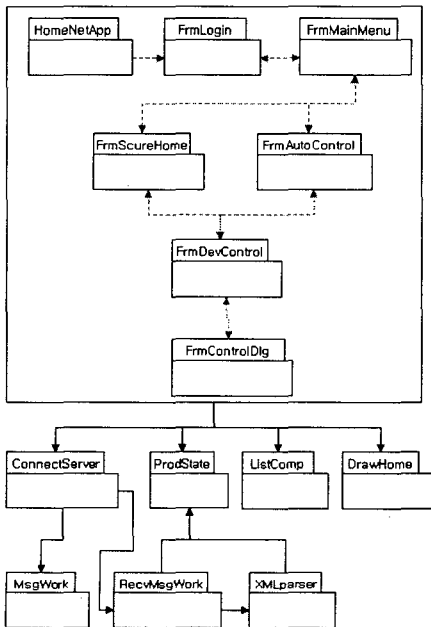 HomeNetApp
FrmLogin
FrmMainMenu
FrmScureHome
FrmAutoControl
FrmDevControl
FrmControlDlg
ConnectServer
ProdState
ListComp
DrawHome
MsgWork
RecvMsgWork
XMLparser